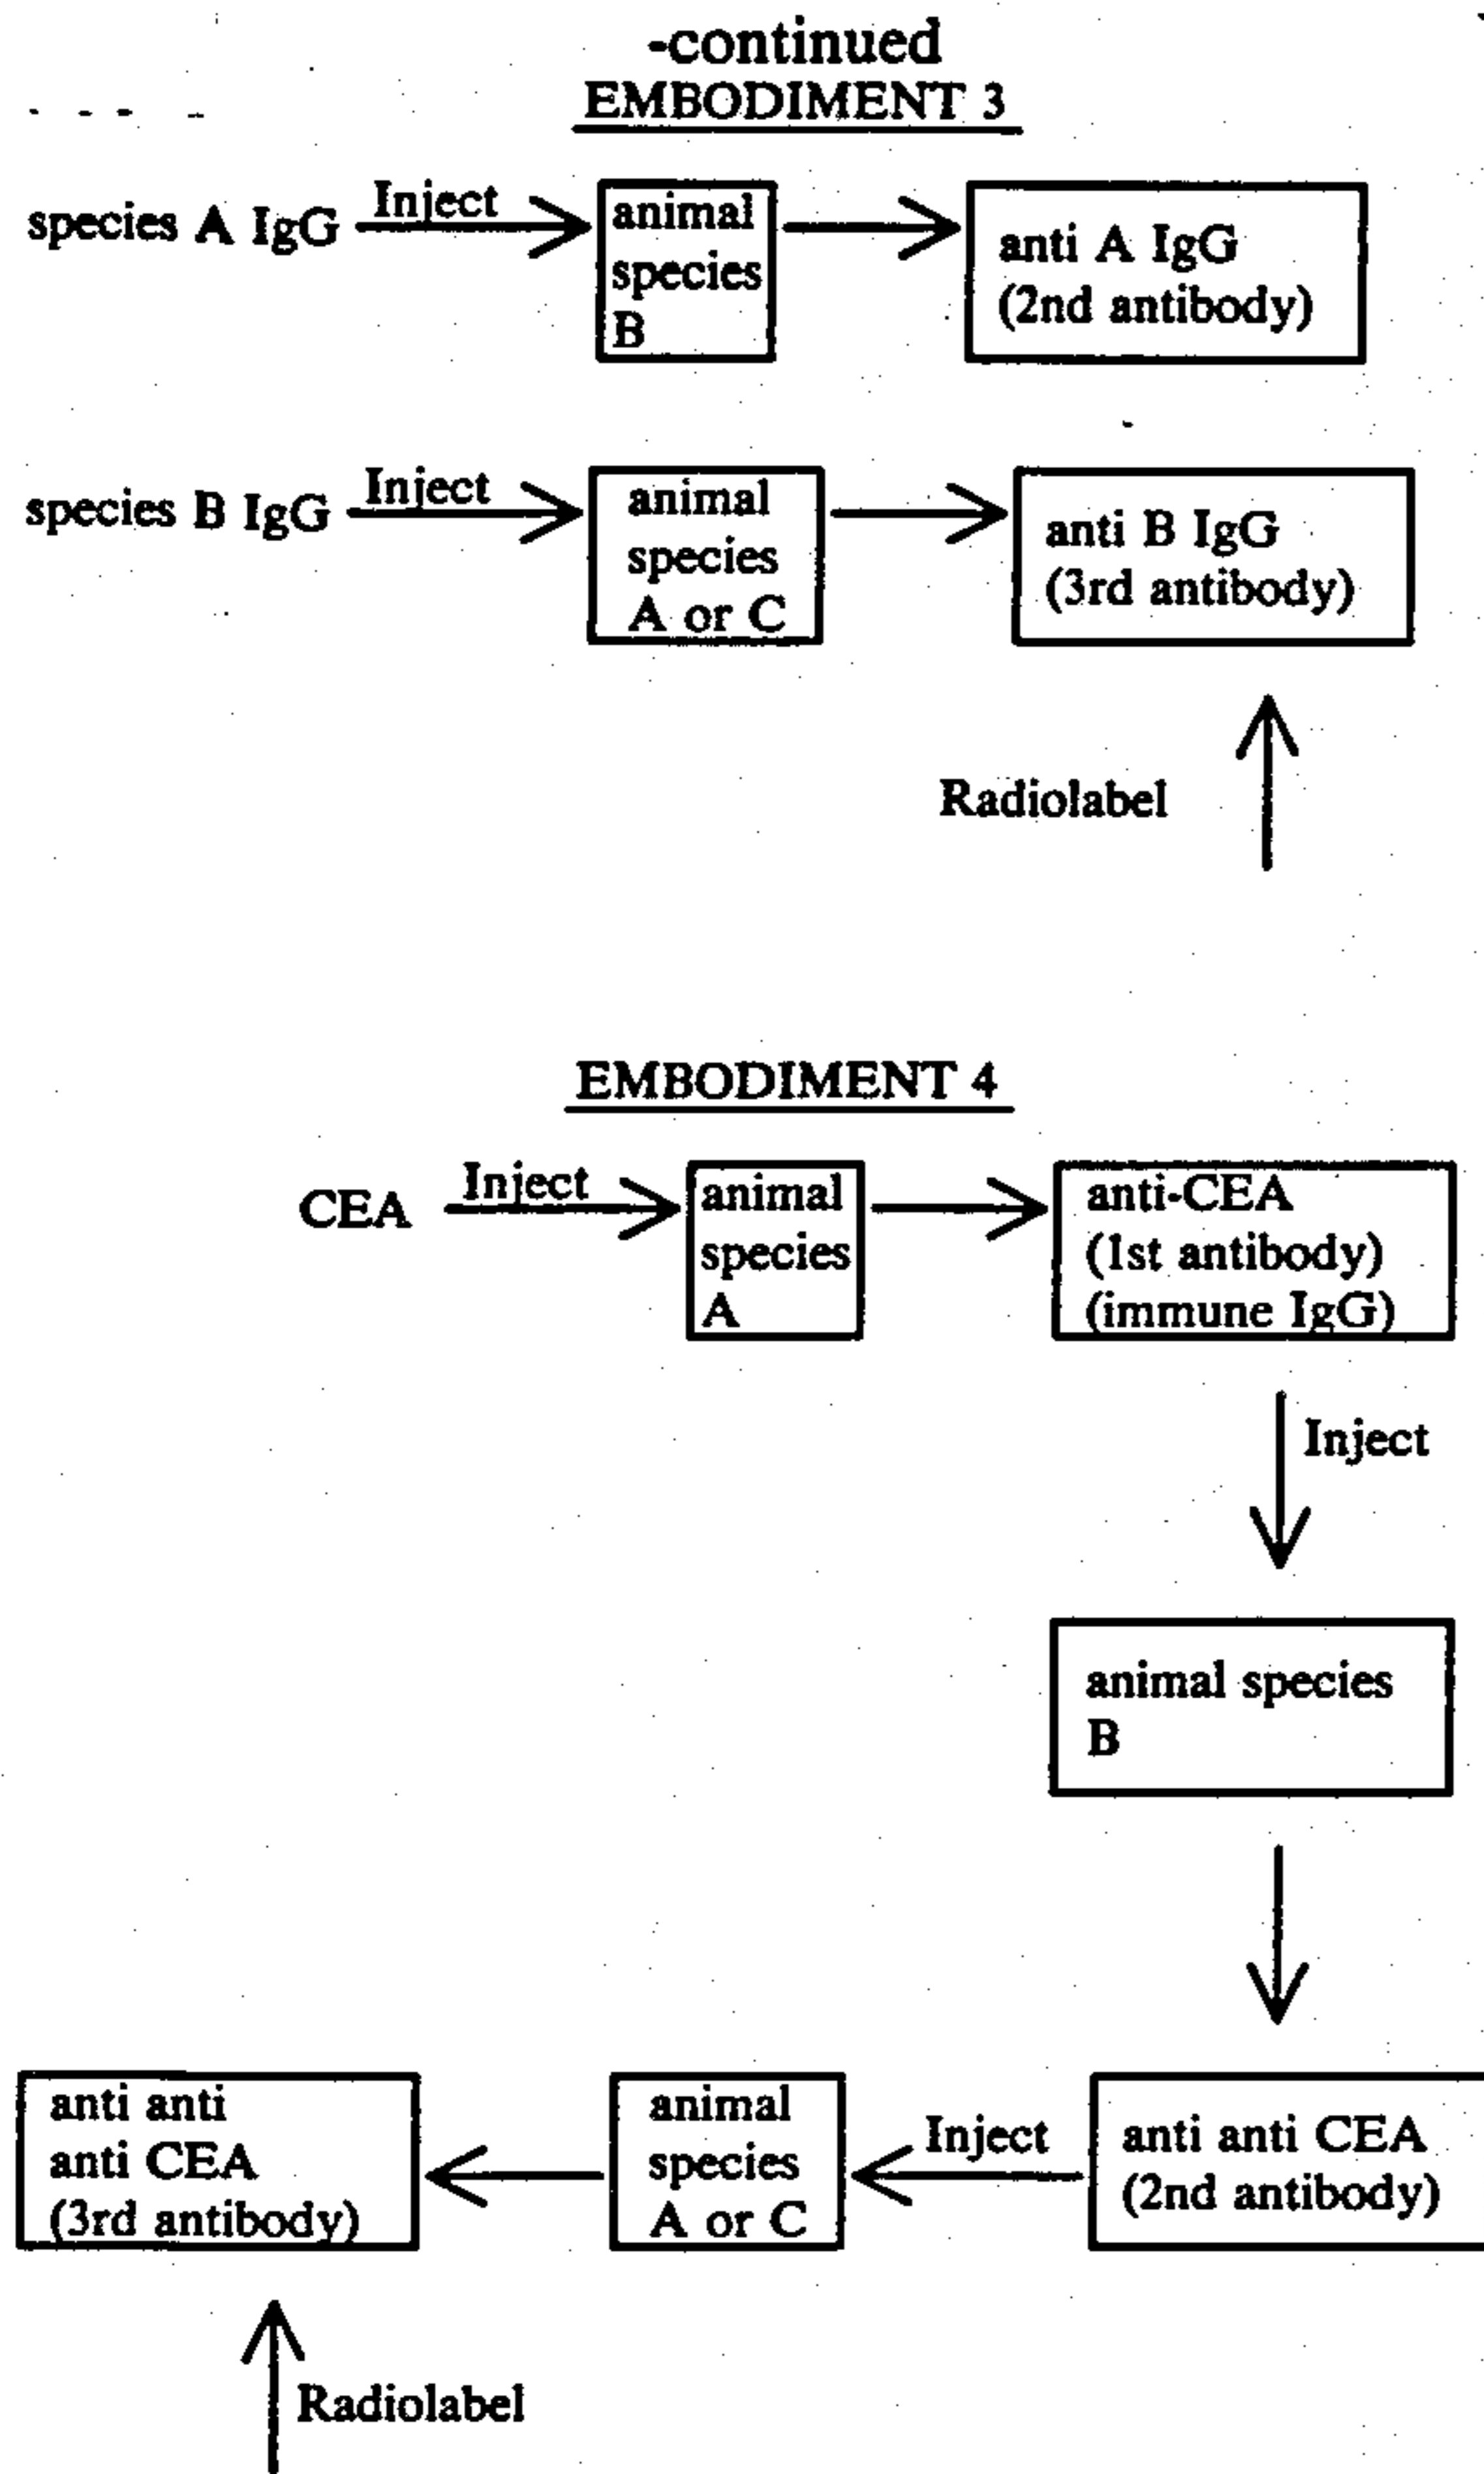 -continued
EMBODIMENT 3
species A IgG
Inject
animal
species
B
anti A IgG
(2nd antibody)
species B IgG
Inject
animal
species
A or C
anti B IgG
(3rd antibody)
Radiolabel
EMBODIMENT 4
CEA
Inject
animal
species
A
anti-CEA
(1st antibody)
(immune IgG)
Inject
animal species
B
anti anti CEA
(2nd antibody)
Inject
animal
species
A or C
anti anti
anti CEA
(3rd antibody)
Radiolabel